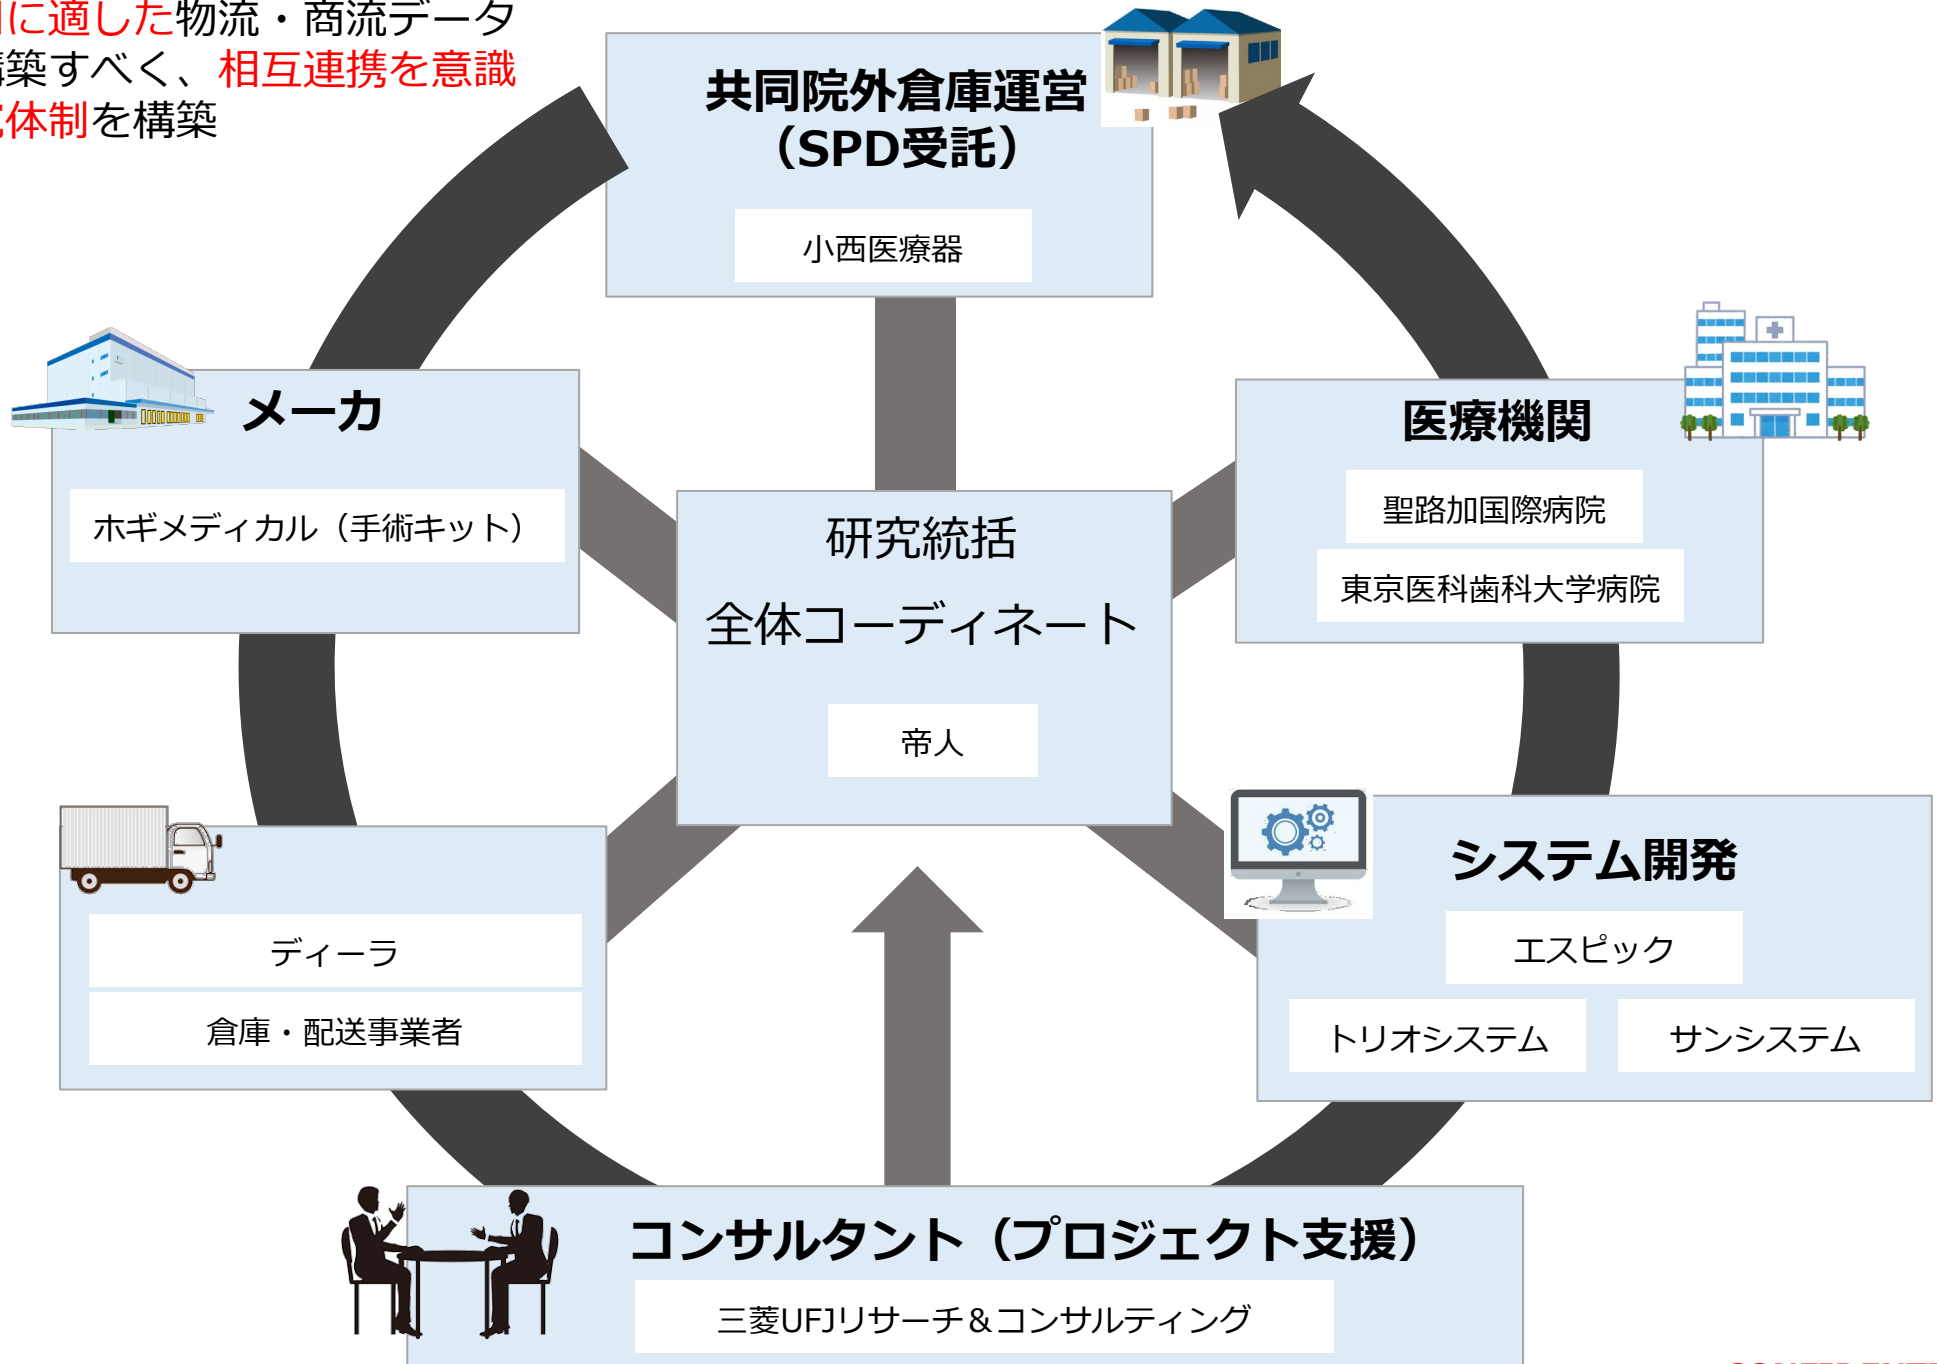 に適した物流・商流データ
築すべく、相互連携を意識
体制を構築
共同院外倉庫運営
（SPD受託）
小西医療器
メーカ
ホギメディカル（手術キット）
医療機関
聖路加国際病院
東京医科歯科大学病院
研究統括
全体コーディネート
帝人
ディーラ
倉庫・配送事業者
システム開発
エスピック
トリオシステム
サンシステム
コンサルタント（プロジェクト支援）
三菱UFJリサーチ＆コンサルティング